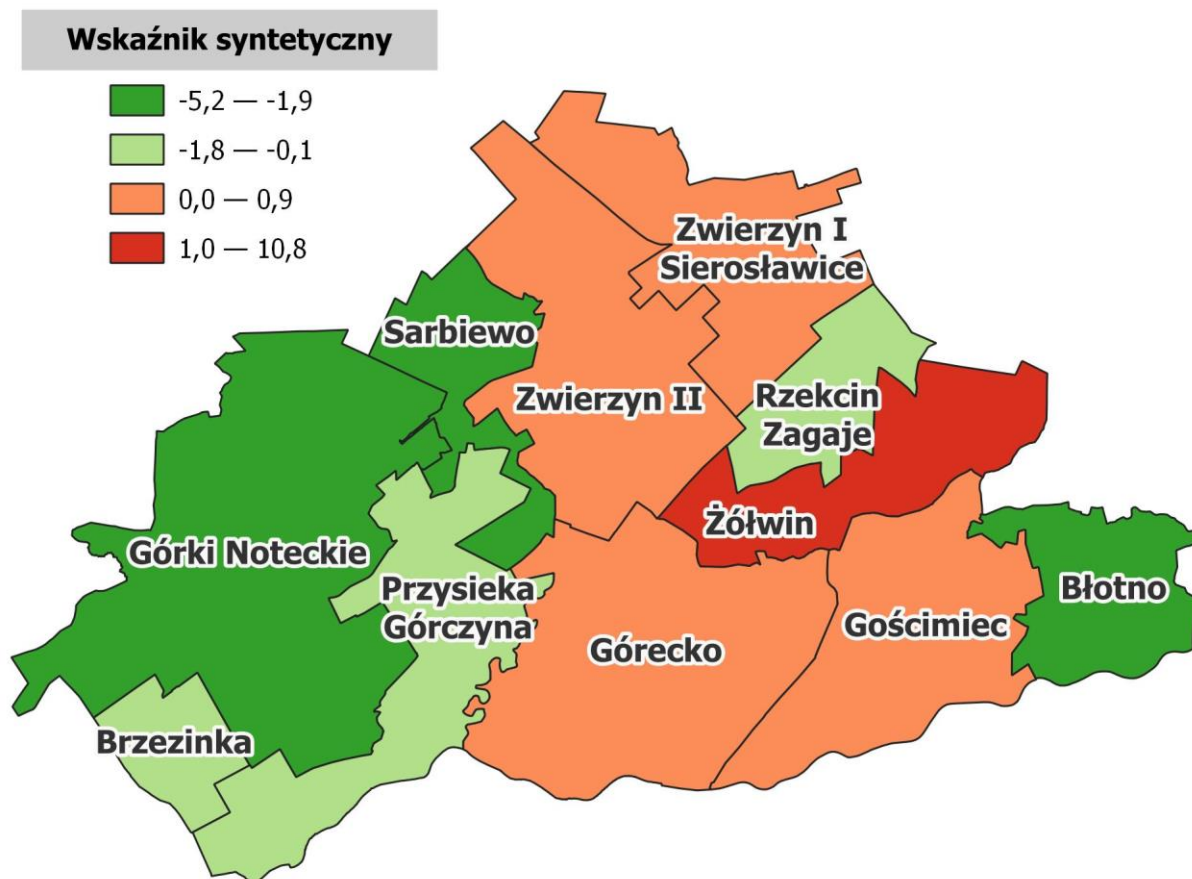 Wskaźnik syntetyczny
-5,2 — -1,9
-1,8 — -0,1
0,0 — 0,9
1,0 — 10,8
Zwierzyn I
Sierosławice
Sarbiewo
Zwierzyn II
Rzekcin
Zagaje
Żółwin
Górki Noteckie
Przysieka
Górczyna
Górecko
Gościmiec
Błotno
Brzezinka